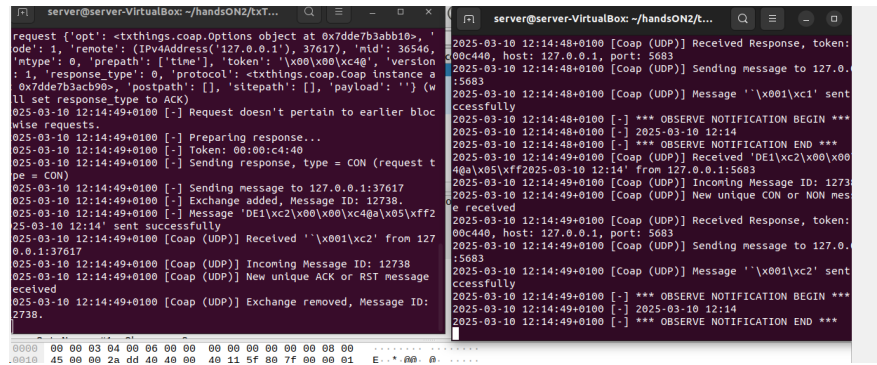 server@server-VirtualBox: ~/handsON2/txT...
request {'opt': <txthings.coap.Options object at 0x7dde7b3abb10>, '
ode': 1, 'remote': (IPv4Address('127.0.0.1'), 37617), 'mid': 36546,
'mtype': 0, 'prepath': ['time'], 'token': '\x00\x00\xc4@', 'version
: 1, 'response_type': 0, 'protocol': <txthings.coap.Coap instance a
0x7dde7b3acb90>, 'postpath': [], 'sitepath': [], 'payload': ''} (w
ll set response_type to ACK)
025-03-10 12:14:49+0100 [-] Request doesn't pertain to earlier bloc
wise requests.
025-03-10 12:14:49+0100 [-] Preparing response...
025-03-10 12:14:49+0100 [-] Token: 00:00:c4:40
025-03-10 12:14:49+0100 [-] Sending response, type = CON (request t
pe = CON)
025-03-10 12:14:49+0100 [-] Sending message to 127.0.0.1:37617
025-03-10 12:14:49+0100 [-] Exchange added, Message ID: 12738.
025-03-10 12:14:49+0100 [-] Message 'DE1\xc2\x00\x00\xc4@a\x05\xff2
25-03-10 12:14' sent successfully
025-03-10 12:14:49+0100 [Coap (UDP)] Received '`\x001\xc2' from 127
0.0.1:37617
025-03-10 12:14:49+0100 [Coap (UDP)] Incoming Message ID: 12738
025-03-10 12:14:49+0100 [Coap (UDP)] New unique ACK or RST message
eceived
025-03-10 12:14:49+0100 [Coap (UDP)] Exchange removed, Message ID:
2738.
server@server-VirtualBox: ~/handsON2/t...
2025-03-10 12:14:48+0100 [Coap (UDP)] Received Response, token:
00c440, host: 127.0.0.1, port: 5683
2025-03-10 12:14:48+0100 [Coap (UDP)] Sending message to 127.0.
:5683
2025-03-10 12:14:48+0100 [Coap (UDP)] Message '`\x001\xc1' sent
ccessfully
2025-03-10 12:14:48+0100 [-] *** OBSERVE NOTIFICATION BEGIN ***
2025-03-10 12:14:48+0100 [-] 2025-03-10 12:14
2025-03-10 12:14:48+0100 [-] *** OBSERVE NOTIFICATION END ***
2025-03-10 12:14:49+0100 [Coap (UDP)] Received 'DE1\xc2\x00\x00
4@a\x05\xff2025-03-10 12:14' from 127.0.0.1:5683
2025-03-10 12:14:49+0100 [Coap (UDP)] Incoming Message ID: 1273
2025-03-10 12:14:49+0100 [Coap (UDP)] New unique CON or NON mes
e received
2025-03-10 12:14:49+0100 [Coap (UDP)] Received Response, token:
00c440, host: 127.0.0.1, port: 5683
2025-03-10 12:14:49+0100 [Coap (UDP)] Sending message to 127.0.
:5683
2025-03-10 12:14:49+0100 [Coap (UDP)] Message '`\x001\xc2' sent
ccessfully
2025-03-10 12:14:49+0100 [-] *** OBSERVE NOTIFICATION BEGIN ***
2025-03-10 12:14:49+0100 [-] 2025-03-10 12:14
2025-03-10 12:14:49+0100 [-] *** OBSERVE NOTIFICATION END ***
0000 00 00 03 04 00 06 00 00 00 00 00 00 00 00 08 00 ........ ........
0010 45 00 00 2a dd 40 40 00 40 11 5f 80 7f 00 00 01 E··*·@@· @·_·····